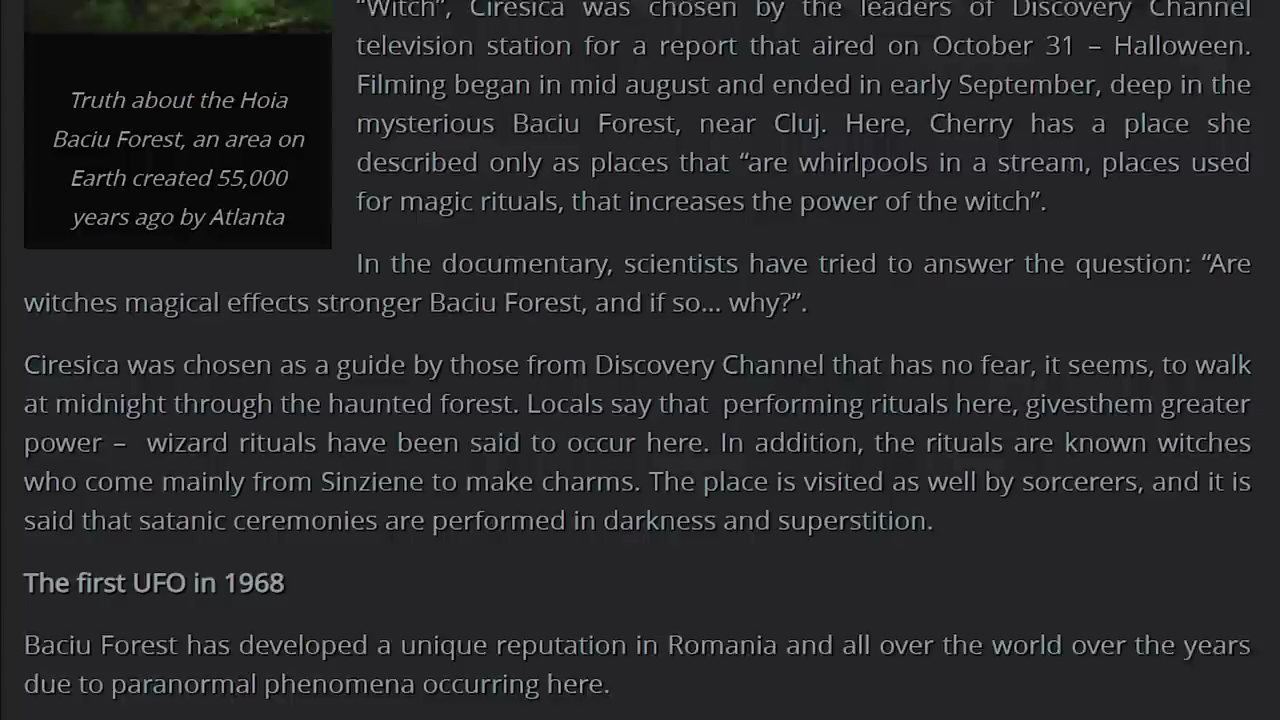 Truth about the Hoia
Baciu Forest, an area on
Earth created 55,000
years ago by Atlanta
"Witch", Ciresica was chosen by the leaders of Discovery Channel
television station for a report that aired on October 31 – Halloween.
Filming began in mid august and ended in early September, deep in the
mysterious Baciu Forest, near Cluj. Here, Cherry has a place she
described only as places that “are whirlpools in a stream, places used
for magic rituals, that increases the power of the witch”.
In the documentary, scientists have tried to answer the question: “Are
witches magical effects stronger Baciu Forest, and if so... why?”.
Ciresica was chosen as a guide by those from Discovery Channel that has no fear, it seems, to walk
at midnight through the haunted forest. Locals say that  performing rituals here, givesthem greater
power –  wizard rituals have been said to occur here. In addition, the rituals are known witches
who come mainly from Sinziene to make charms. The place is visited as well by sorcerers, and it is
said that satanic ceremonies are performed in darkness and superstition.
The first UFO in 1968
Baciu Forest has developed a unique reputation in Romania and all over the world over the years
due to paranormal phenomena occurring here.